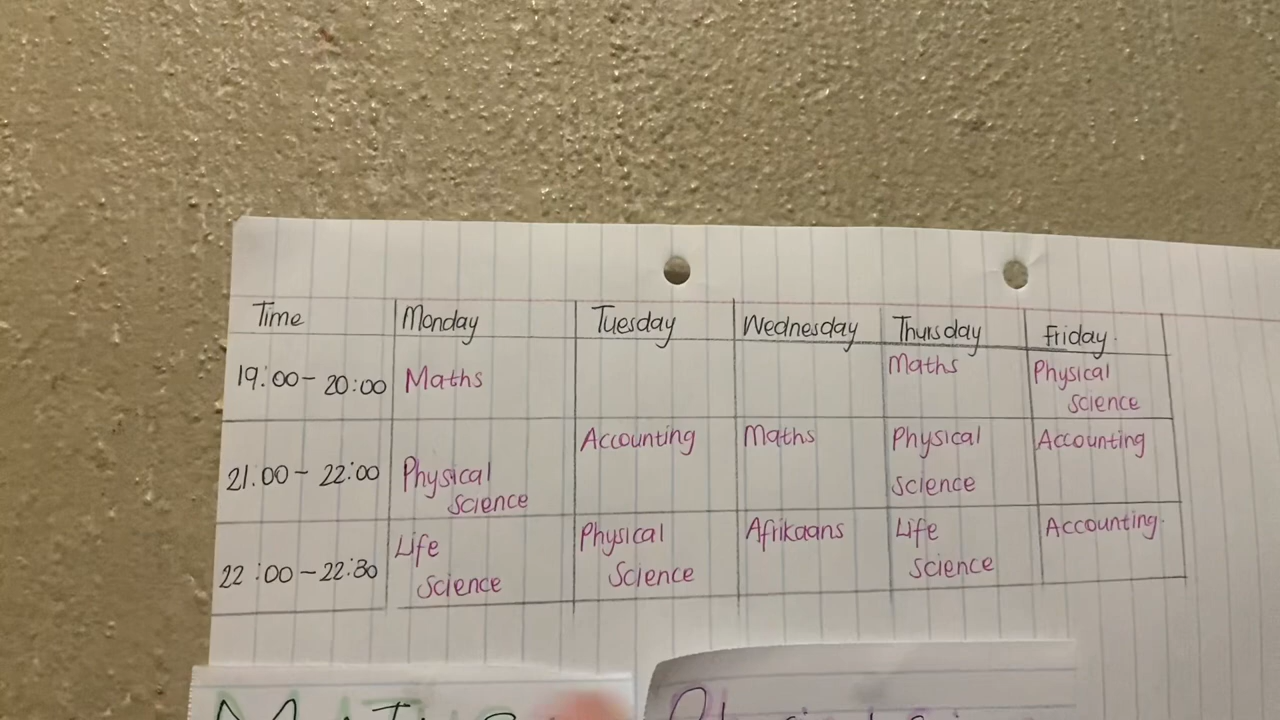 Time Monday Tuesday Wednesday Thursday Friday.
19:00 - 20:00 Maths Maths Physical Science
21.00 - 22:00 Physical Science Accounting Maths Physical Science Accounting
22:00 - 22:30 Life Science Physical Science Afrikaans Life Science Accounting.